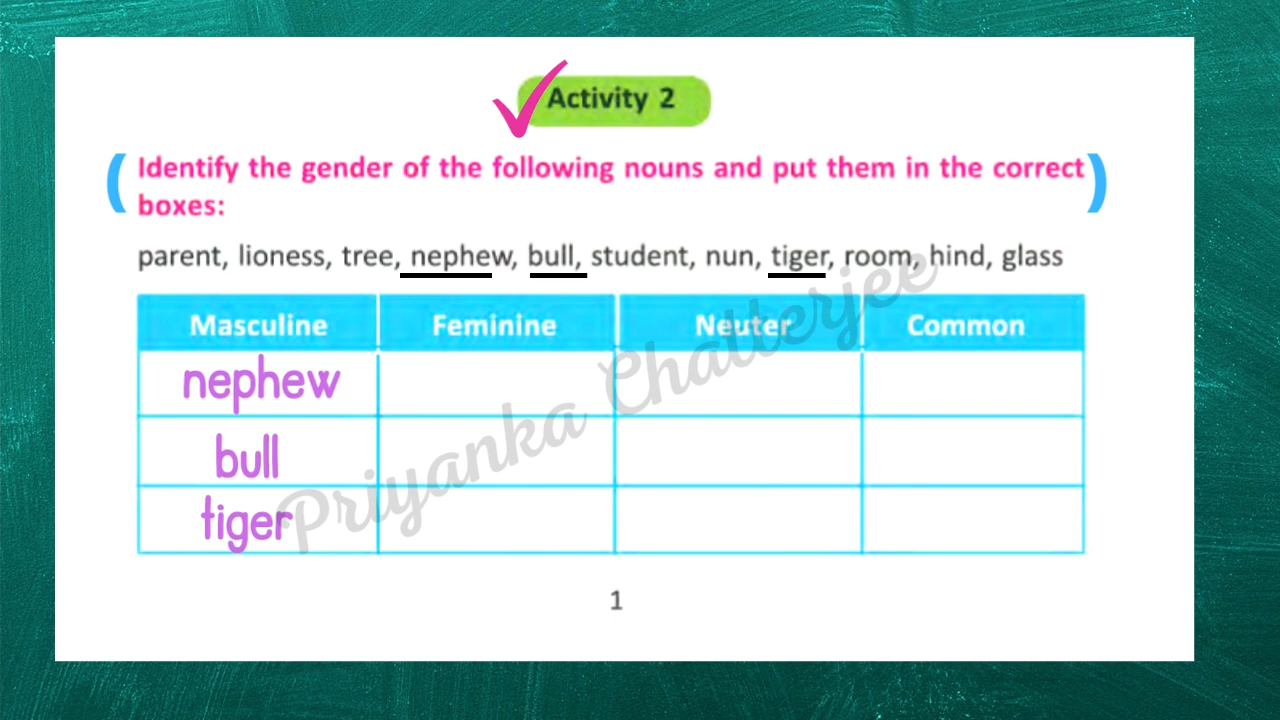 Activity 2
Identify the gender of the following nouns and put them in the correct
boxes:
parent, lioness, tree, nephew, bull, student, nun, tiger, room, hind, glass
Masculine Feminine Neuter Common
nephew
bull
tiger
Priyanka Chatterjee
1